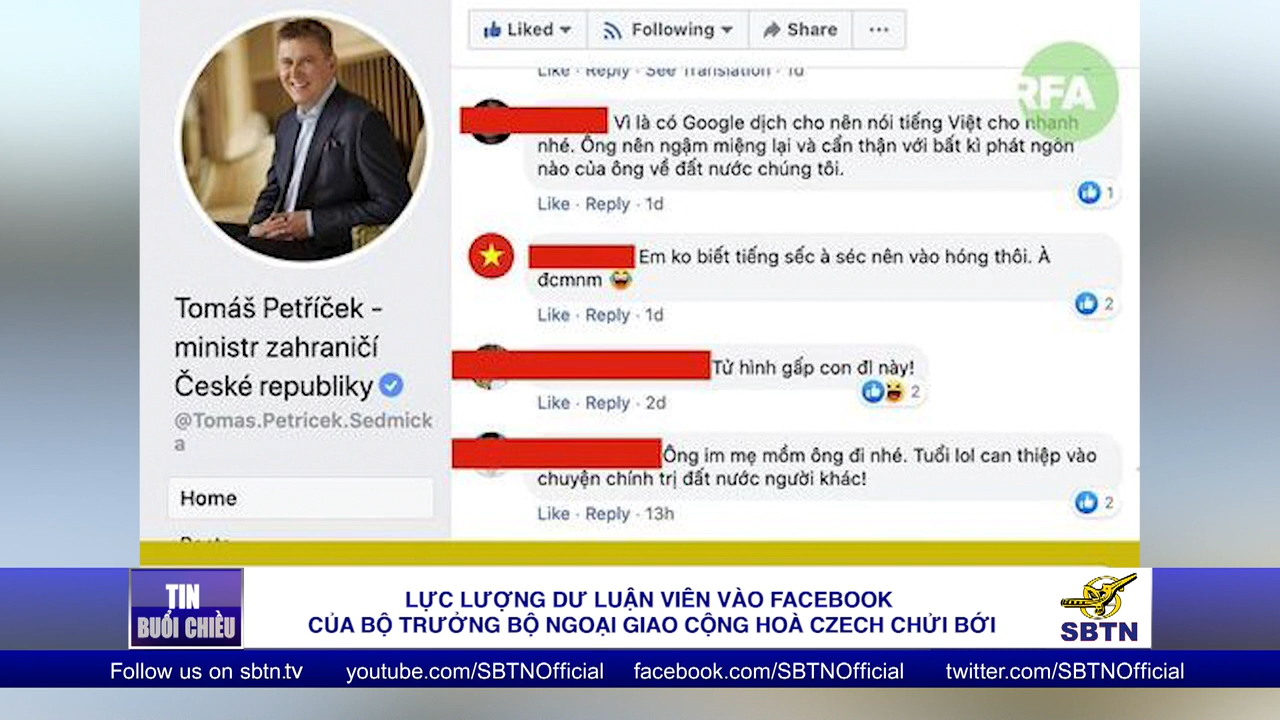 Liked
Following
Share
Like · Reply · See Translation · 1d
RFA
Vì là có Google dịch cho nên nói tiếng Việt cho nhanh
nhé. Ông nên ngậm miệng lại và cẩn thận với bất kì phát ngôn
nào của ông về đất nước chúng tôi.
1
Like · Reply · 1d
Em ko biết tiếng sếc à séc nên vào hóng thôi. À
đcmnm 😂
2
Like · Reply · 1d
Tử hình gấp con đĩ này!
2
Like · Reply · 2d
Ông im mẹ mồm ông đi nhé. Tuổi lol can thiệp vào
chuyện chính trị đất nước người khác!
2
Like · Reply · 13h
Tomáš Petříček -
ministr zahraničí
České republiky
@Tomas.Petricek.Sedmick
a
Home
Posts
TIN
BUỔI CHIỀU
LỰC LƯỢNG DƯ LUẬN VIÊN VÀO FACEBOOK
CỦA BỘ TRƯỞNG BỘ NGOẠI GIAO CỘNG HOÀ CZECH CHỬI BỚI
SBTN
Follow us on sbtn.tv youtube.com/SBTNOfficial facebook.com/SBTNOfficial twitter.com/SBTNOfficial